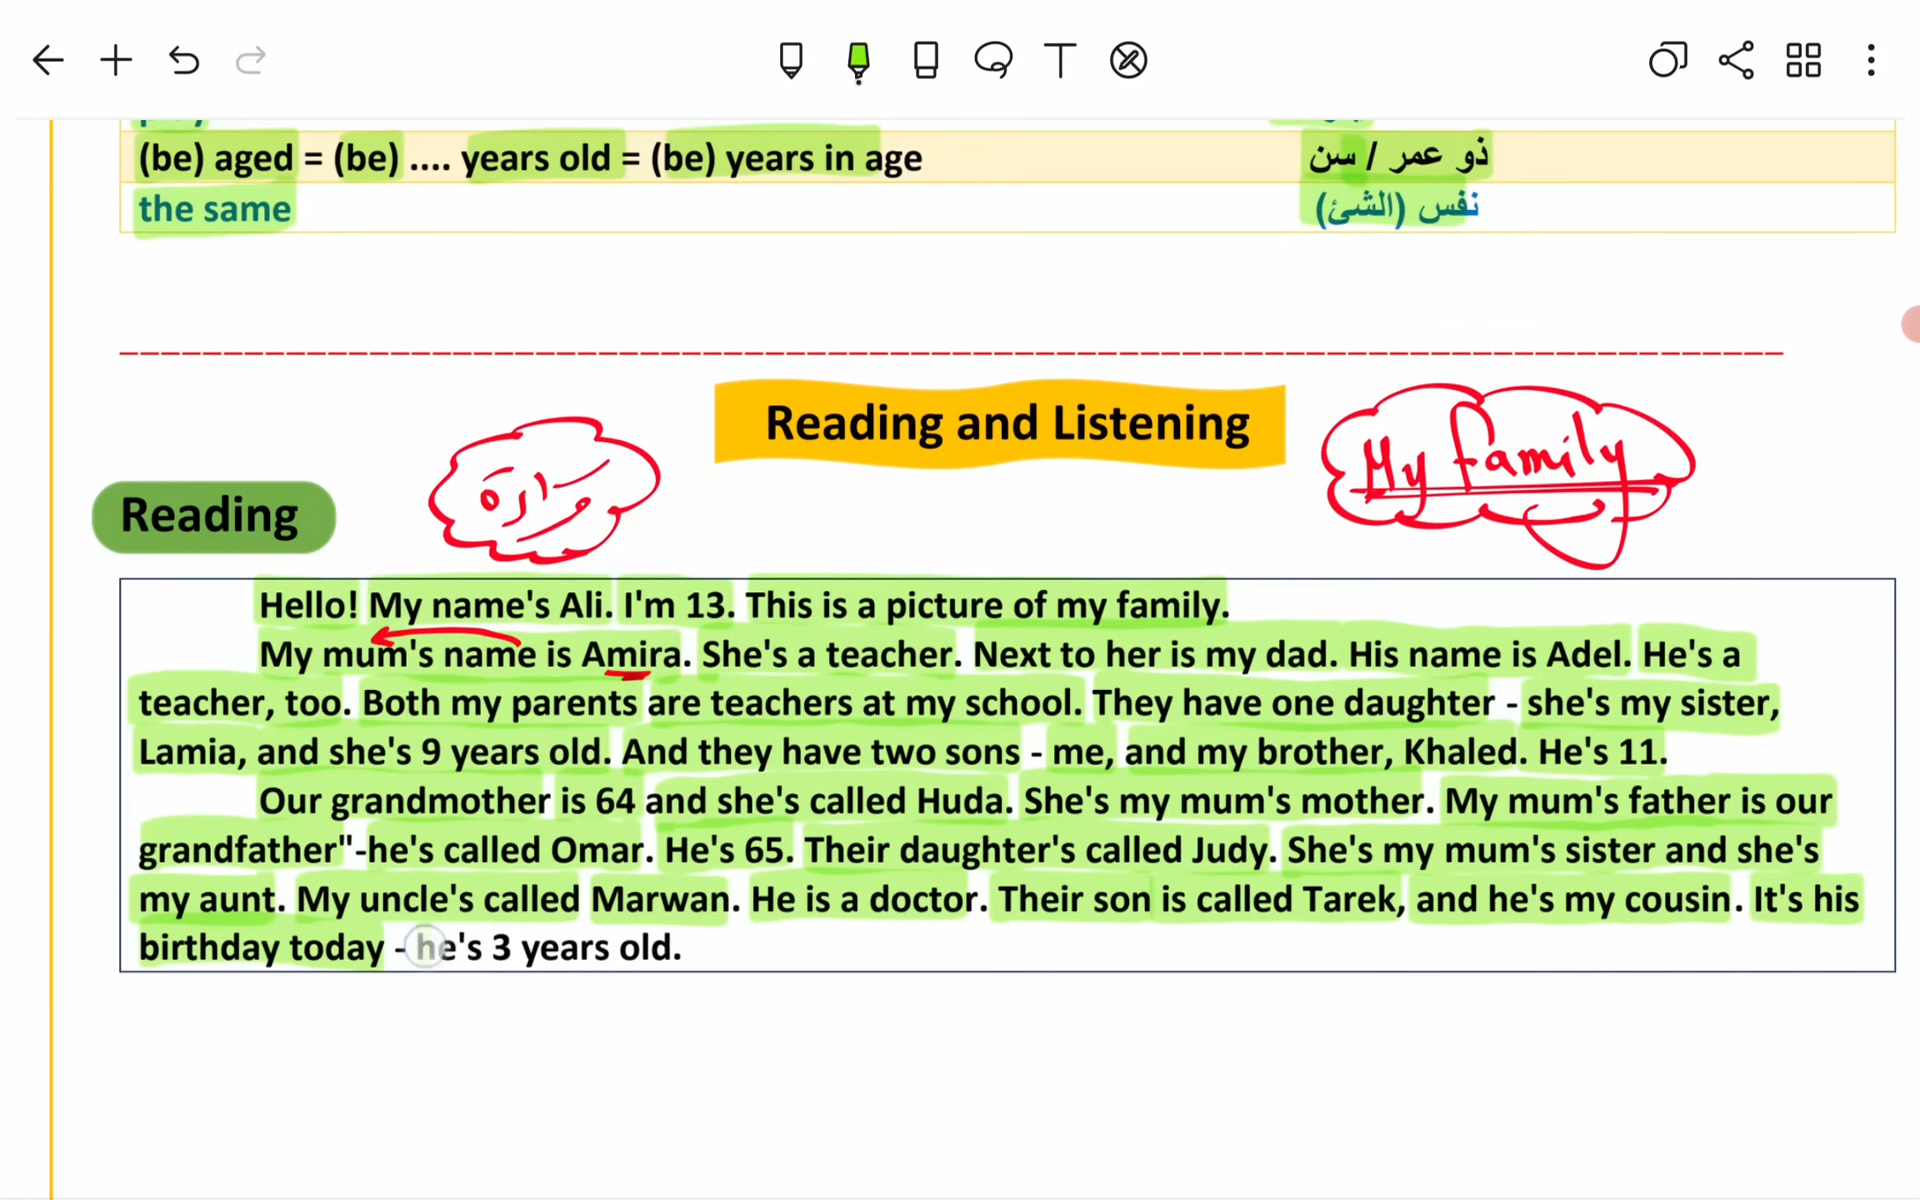 (be) aged = (be) .... years old = (be) years in age ذو عمر / سن
the same نفس (الشئ)
Reading and Listening
My family
Reading
Hello! My name's Ali. I'm 13. This is a picture of my family.
My mum's name is Amira. She's a teacher. Next to her is my dad. His name is Adel. He's a
teacher, too. Both my parents are teachers at my school. They have one daughter - she's my sister,
Lamia, and she's 9 years old. And they have two sons - me, and my brother, Khaled. He's 11.
Our grandmother is 64 and she's called Huda. She's my mum's mother. My mum's father is our
grandfather"-he's called Omar. He's 65. Their daughter's called Judy. She's my mum's sister and she's
my aunt. My uncle's called Marwan. He is a doctor. Their son is called Tarek, and he's my cousin. It's his
birthday today - he's 3 years old.